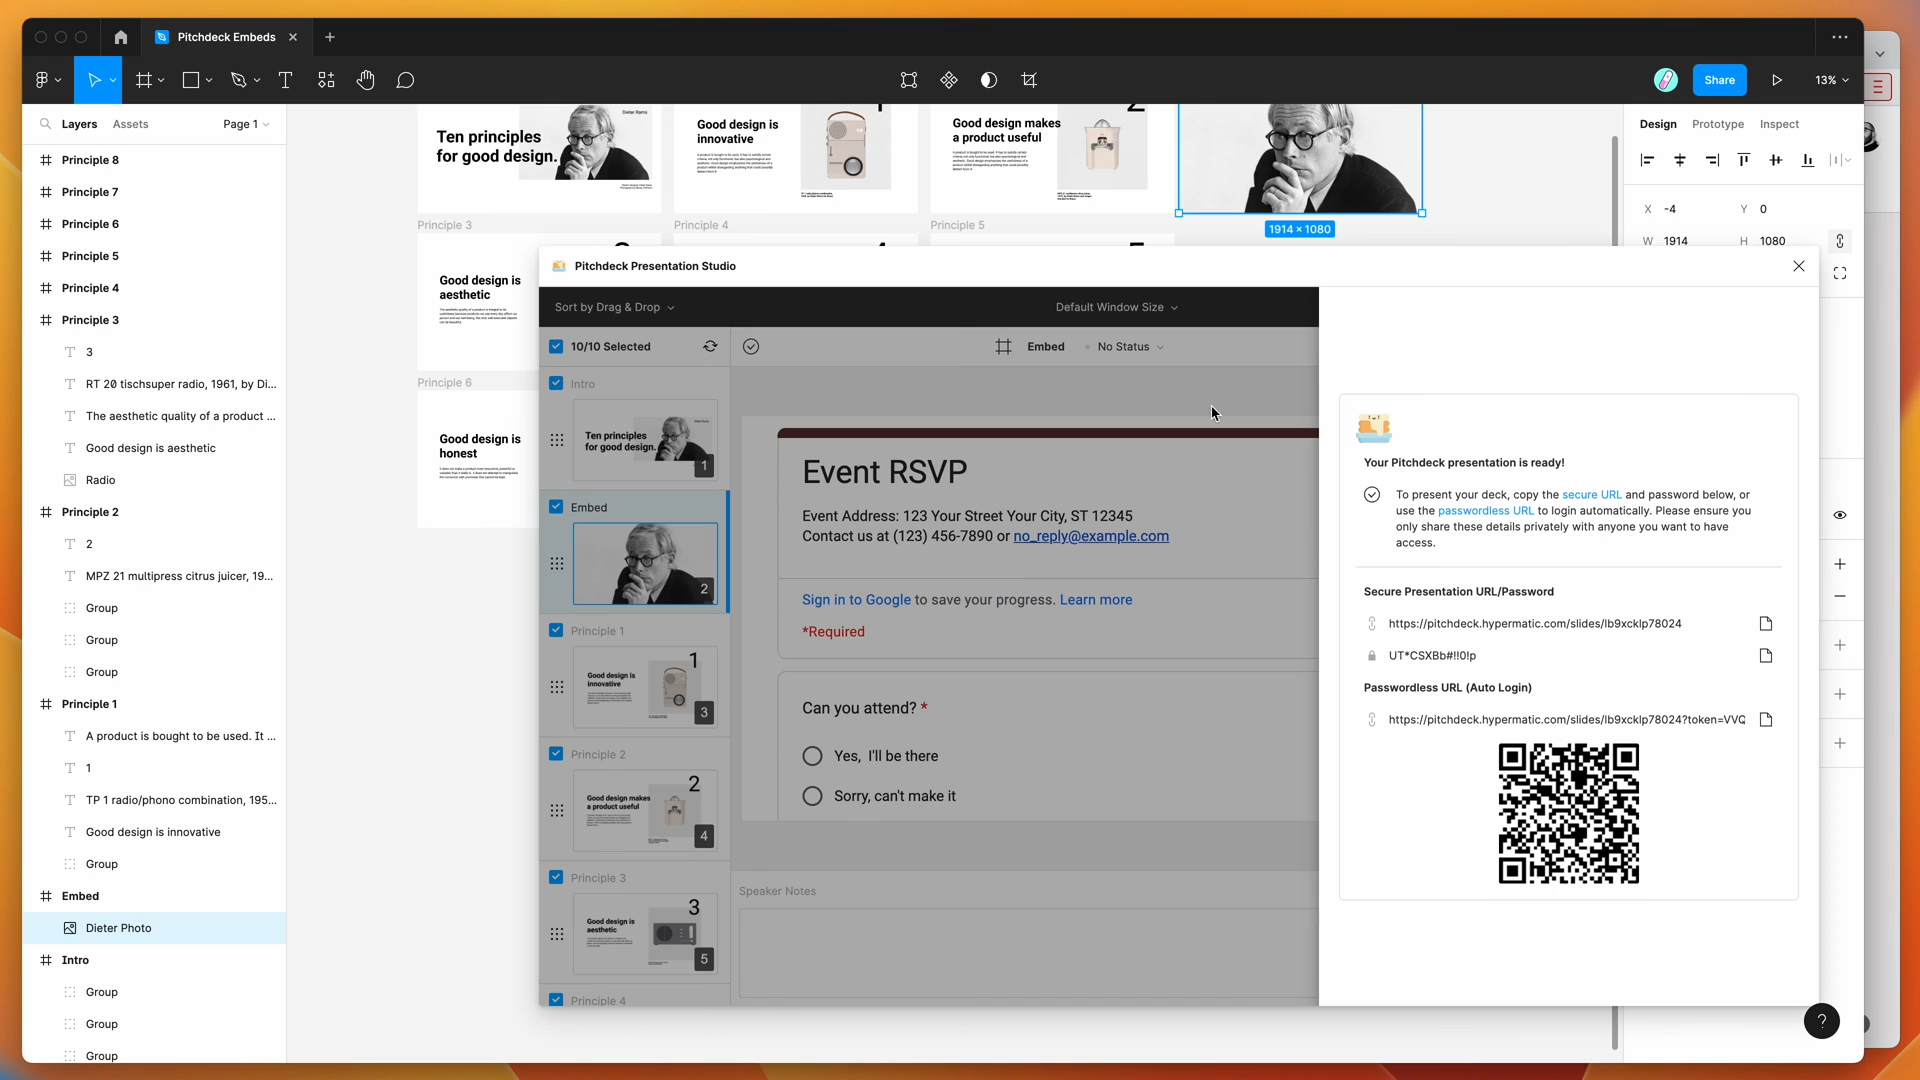 Pitchdeck Embeds
Share
13%
Layers
Assets
Page 1
Principle 8
Principle 7
Principle 6
Principle 5
Principle 4
Principle 3
3
RT 20 tischsuper radio, 1961, by Di...
The aesthetic quality of a product ...
Good design is aesthetic
Radio
Principle 2
2
MPZ 21 multipress citrus juicer, 19...
Group
Group
Group
Principle 1
A product is bought to be used. It ...
1
TP 1 radio/phono combination, 195...
Good design is innovative
Group
Embed
Dieter Photo
Intro
Group
Group
Group
Dieter Rams
Ten principles
for good design.
Good design is
innovative
Good design makes
a product useful
2
Principle 3
Principle 4
Principle 5
Good design is
aesthetic
Principle 6
Good design is
honest
1914 × 1080
Design
Prototype
Inspect
X -4
Y 0
W 1914
H 1080
Pitchdeck Presentation Studio
Sort by Drag & Drop
Default Window Size
10/10 Selected
Embed
No Status
Intro
Ten principles
for good design.
1
Embed
2
Principle 1
1
Good design is
innovative
3
Principle 2
2
Good design makes
a product useful
4
Principle 3
3
Good design is
aesthetic
5
Principle 4
Event RSVP
Event Address: 123 Your Street Your City, ST 12345
Contact us at (123) 456-7890 or no_reply@example.com
Sign in to Google to save your progress. Learn more
*Required
Can you attend? *
Yes, I'll be there
Sorry, can't make it
Speaker Notes
Your Pitchdeck presentation is ready!
To present your deck, copy the secure URL and password below, or
use the passwordless URL to login automatically. Please ensure you
only share these details privately with anyone you want to have
access.
Secure Presentation URL/Password
https://pitchdeck.hypermatic.com/slides/lb9xcklp78024
UT*CSXBb#!!0!p
Passwordless URL (Auto Login)
https://pitchdeck.hypermatic.com/slides/lb9xcklp78024?token=VVQ
?